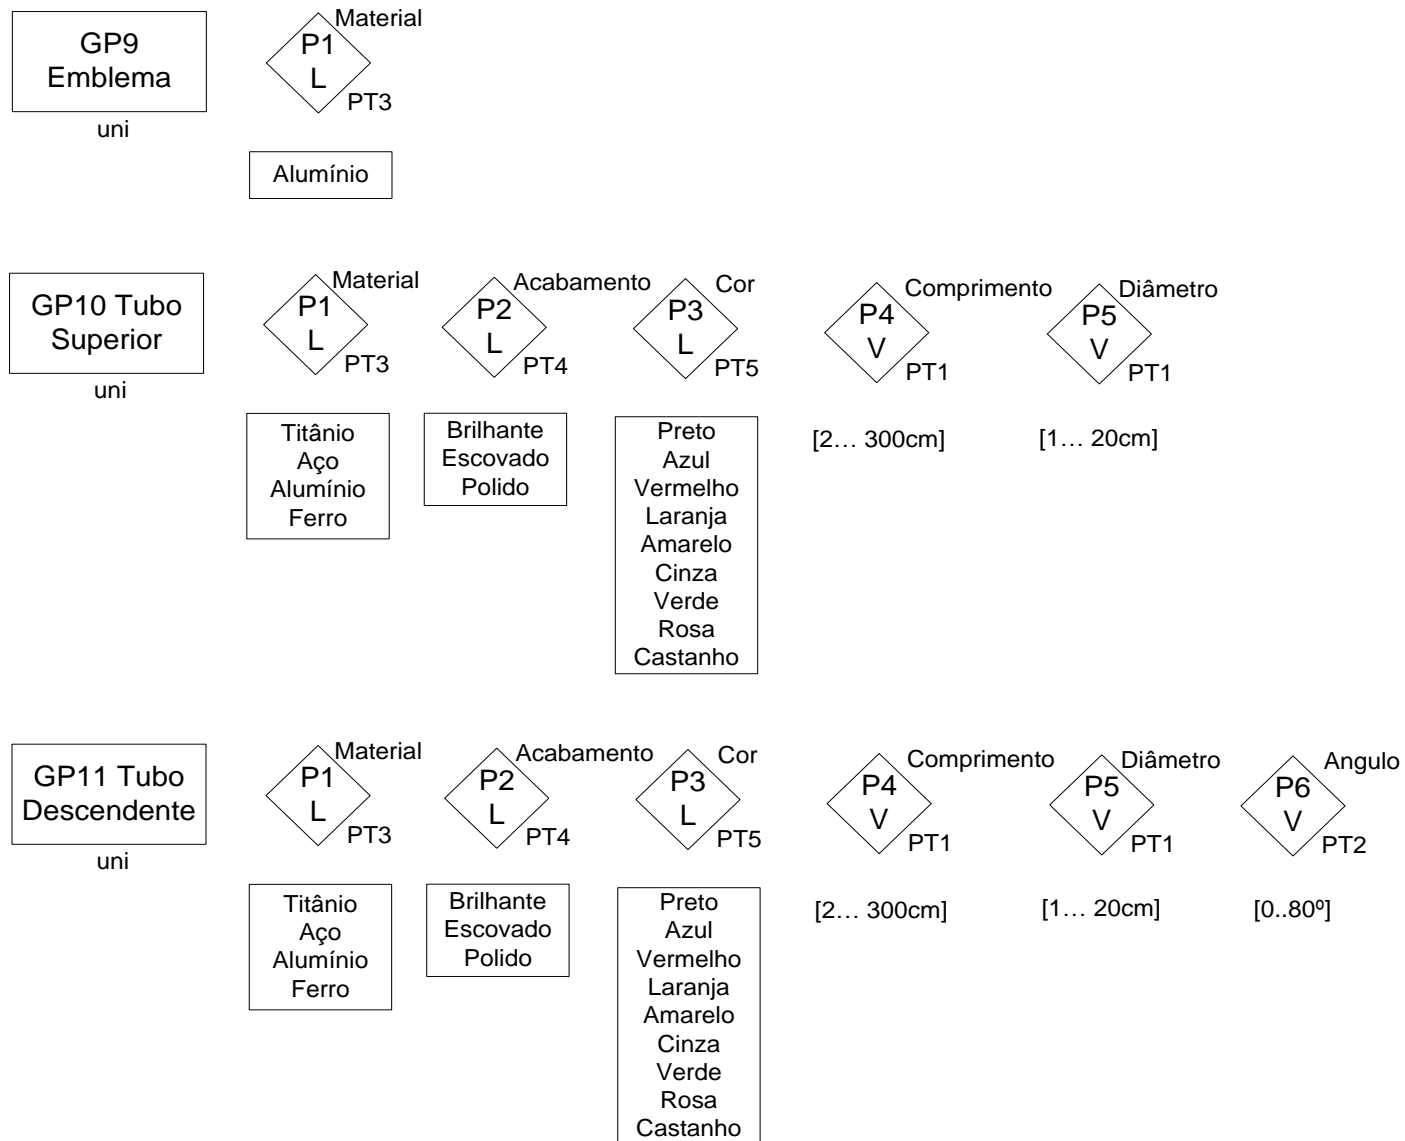 GP9
Emblema
uni
Material
P1
L
PT3
Alumínio
GP10 Tubo
Superior
uni
Material
P1
L
PT3
Titânio
Aço
Alumínio
Ferro
Acabamento
P2
L
PT4
Brilhante
Escovado
Polido
Cor
P3
L
PT5
Preto
Azul
Vermelho
Laranja
Amarelo
Cinza
Verde
Rosa
Castanho
Comprimento
P4
V
PT1
[2… 300cm]
Diâmetro
P5
V
PT1
[1… 20cm]
GP11 Tubo
Descendente
uni
Material
P1
L
PT3
Titânio
Aço
Alumínio
Ferro
Acabamento
P2
L
PT4
Brilhante
Escovado
Polido
Cor
P3
L
PT5
Preto
Azul
Vermelho
Laranja
Amarelo
Cinza
Verde
Rosa
Castanho
Comprimento
P4
V
PT1
[2… 300cm]
Diâmetro
P5
V
PT1
[1… 20cm]
Angulo
P6
V
PT2
[0..80º]